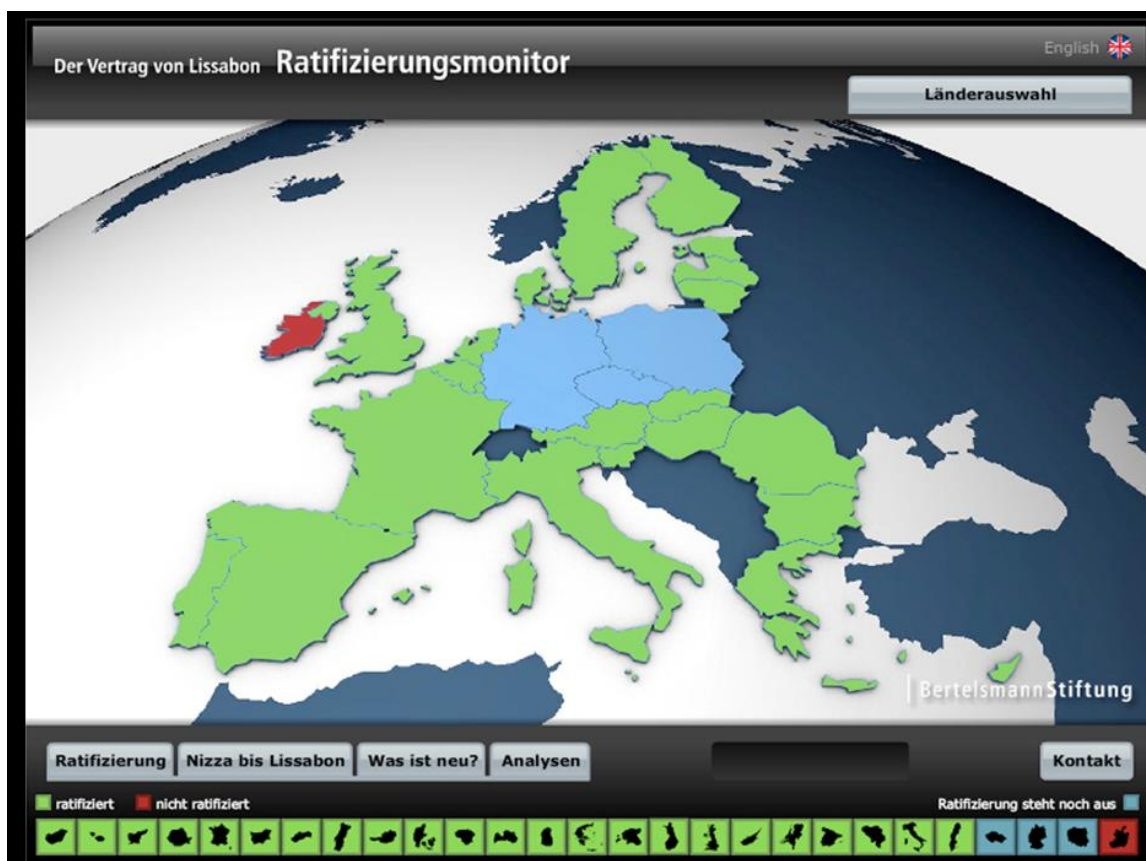 Der Vertrag von Lissabon Ratifizierungsmonitor
English
Länderauswahl
BertelsmannStiftung
Ratifizierung
Nizza bis Lissabon
Was ist neu?
Analysen
Kontakt
ratifiziert
nicht ratifiziert
Ratifizierung steht noch aus